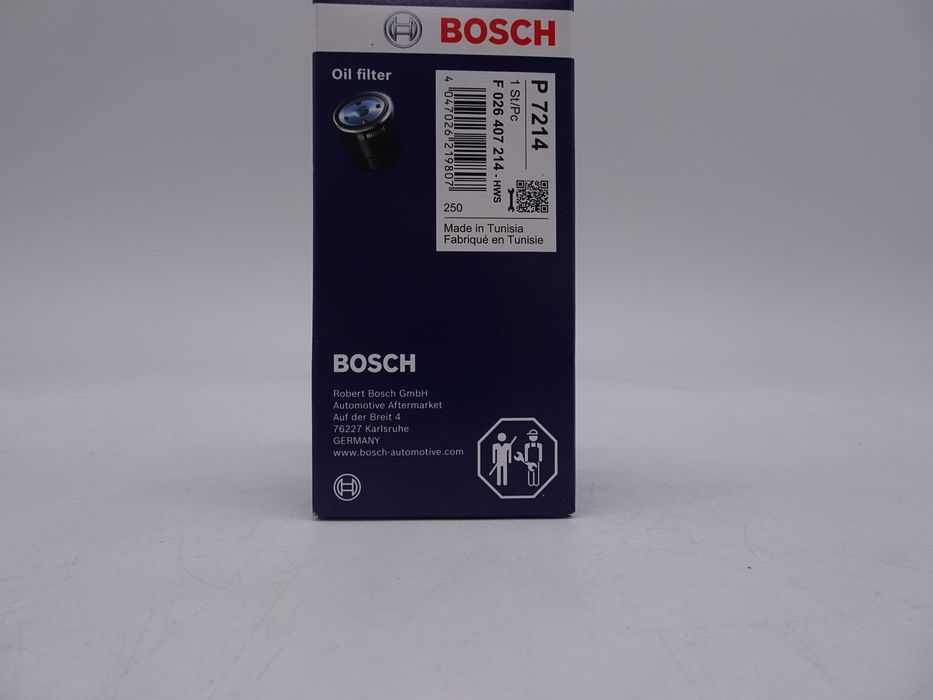 BOSCH
Oil filter
BOSCH
P 7214
1 St/Pc
F 026 407 214 - HWS
4 047026 219807
250
Made in Tunisia
Fabriqué en Tunisie
BOSCH
Robert Bosch GmbH
Automotive Aftermarket
Auf der Breit 4
76227 Karlsruhe
GERMANY
www.bosch-automotive.com